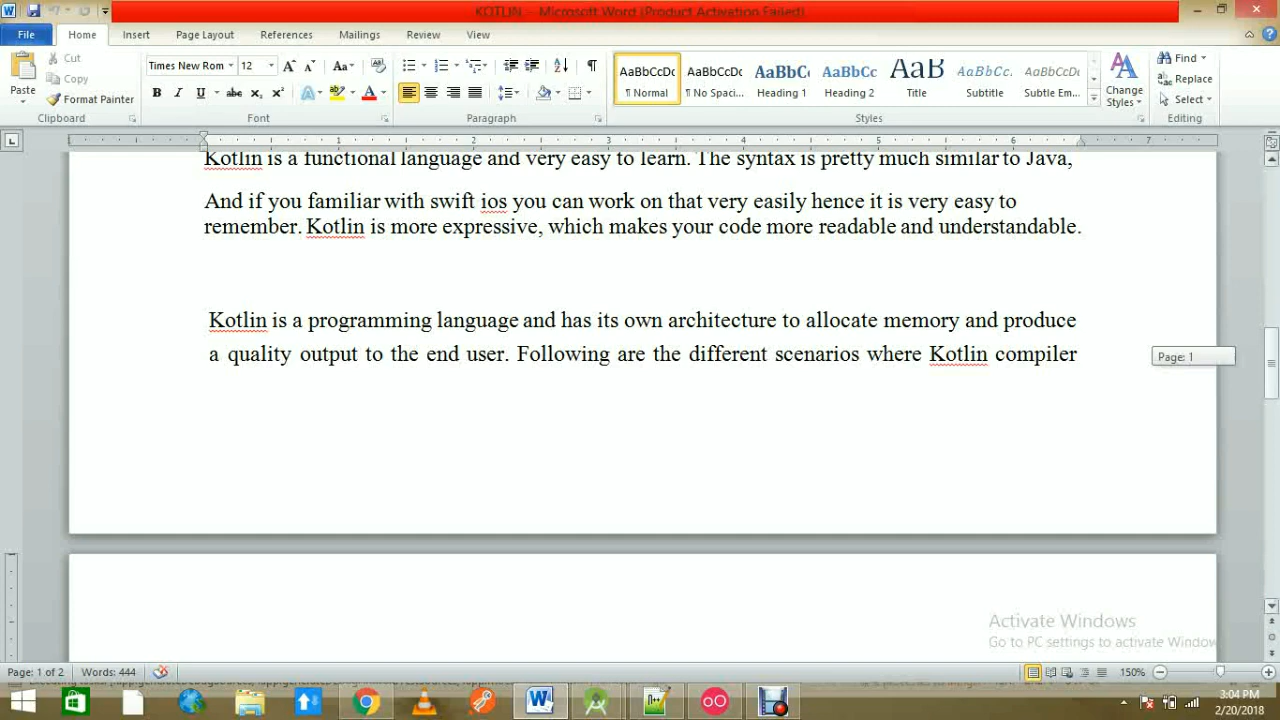 KOTLIN - Microsoft Word (Product Activation Failed)
File Home Insert Page Layout References Mailings Review View
Paste
Cut
Copy
Format Painter
Clipboard
Times New Rom 12
Font
Paragraph
AaBbCcDc AaBbCcDc AaBbC AaBbCc AaB AaBbCc. AaBbCcDc
¶ Normal ¶ No Spaci... Heading 1 Heading 2 Title Subtitle Subtle Em...
Change Styles
Styles
Find
Replace
Select
Editing
1 2 3 4 5 6 7
Kotlin is a functional language and very easy to learn. The syntax is pretty much similar to Java,
And if you familiar with swift ios you can work on that very easily hence it is very easy to
remember. Kotlin is more expressive, which makes your code more readable and understandable.
Kotlin is a programming language and has its own architecture to allocate memory and produce
a quality output to the end user. Following are the different scenarios where Kotlin compiler
Page: 1
Activate Windows
Go to PC settings to activate Window
Page: 1 of 2 Words: 444 150%
3:04 PM
2/20/2018